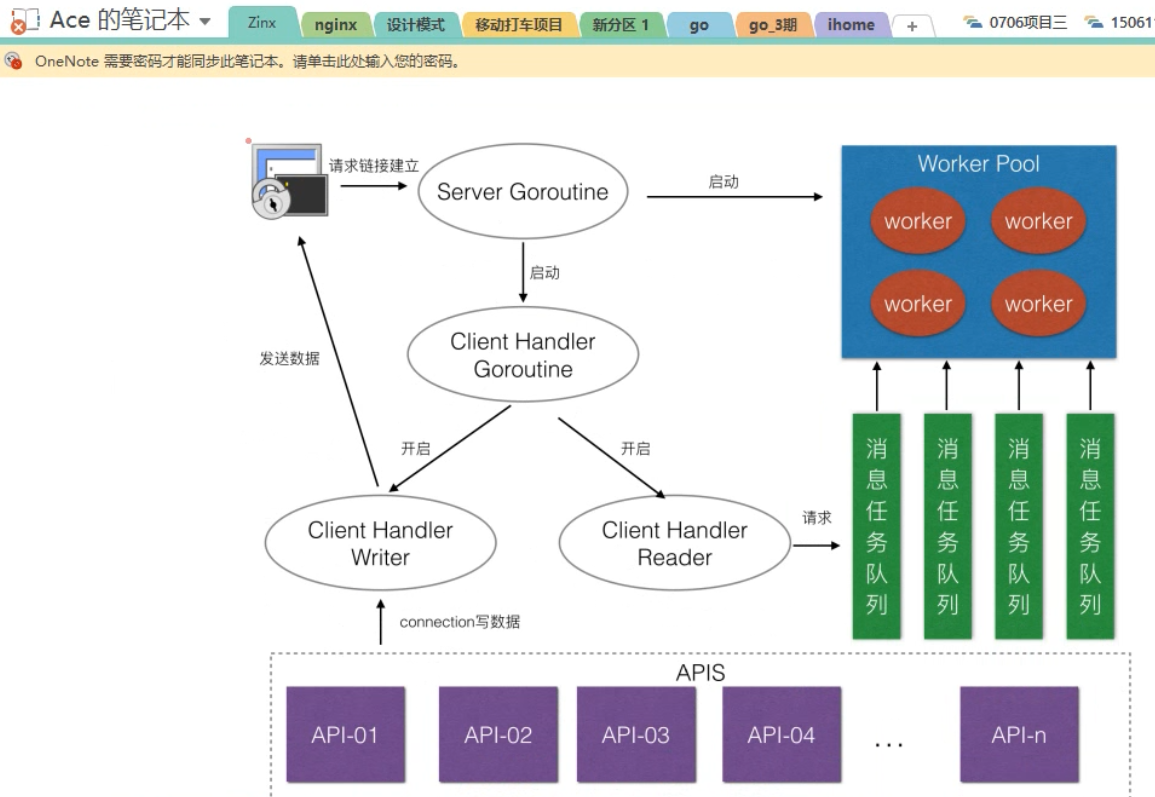 Ace 的笔记本
Zinx
nginx
设计模式
移动打车项目
新分区 1
go
go_3期
ihome
+
0706项目三
15061
OneNote 需要密码才能同步此笔记本。请单击此处输入您的密码。
请求链接建立
Server Goroutine
启动
Worker Pool
worker
worker
worker
worker
启动
Client Handler
Goroutine
发送数据
开启
开启
Client Handler
Writer
Client Handler
Reader
请求
消息任务队列
消息任务队列
消息任务队列
消息任务队列
connection写数据
APIS
API-01
API-02
API-03
API-04
...
API-n